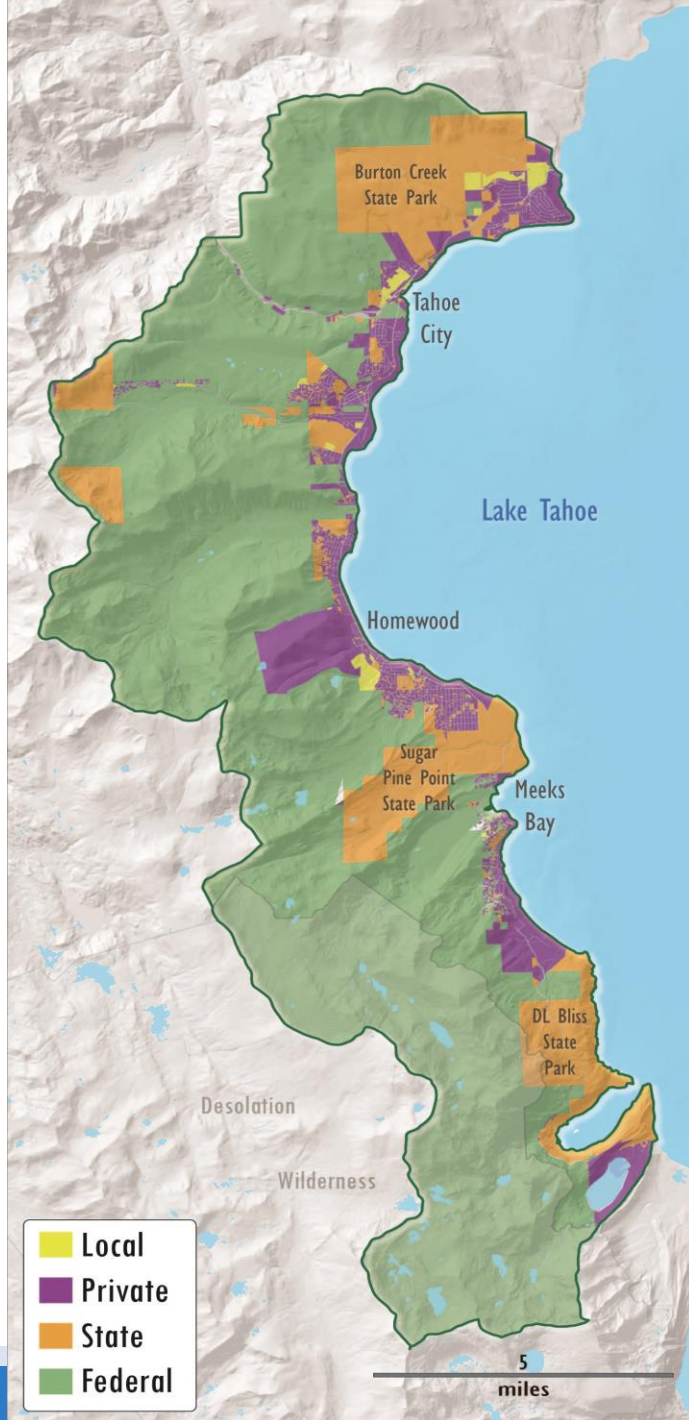 Burton Creek
State Park
Tahoe
City
Lake Tahoe
Homewood
Sugar
Pine Point
State Park
Meeks
Bay
DL Bliss
State
Park
Desolation
Wilderness
Local
Private
State
Federal
5
miles